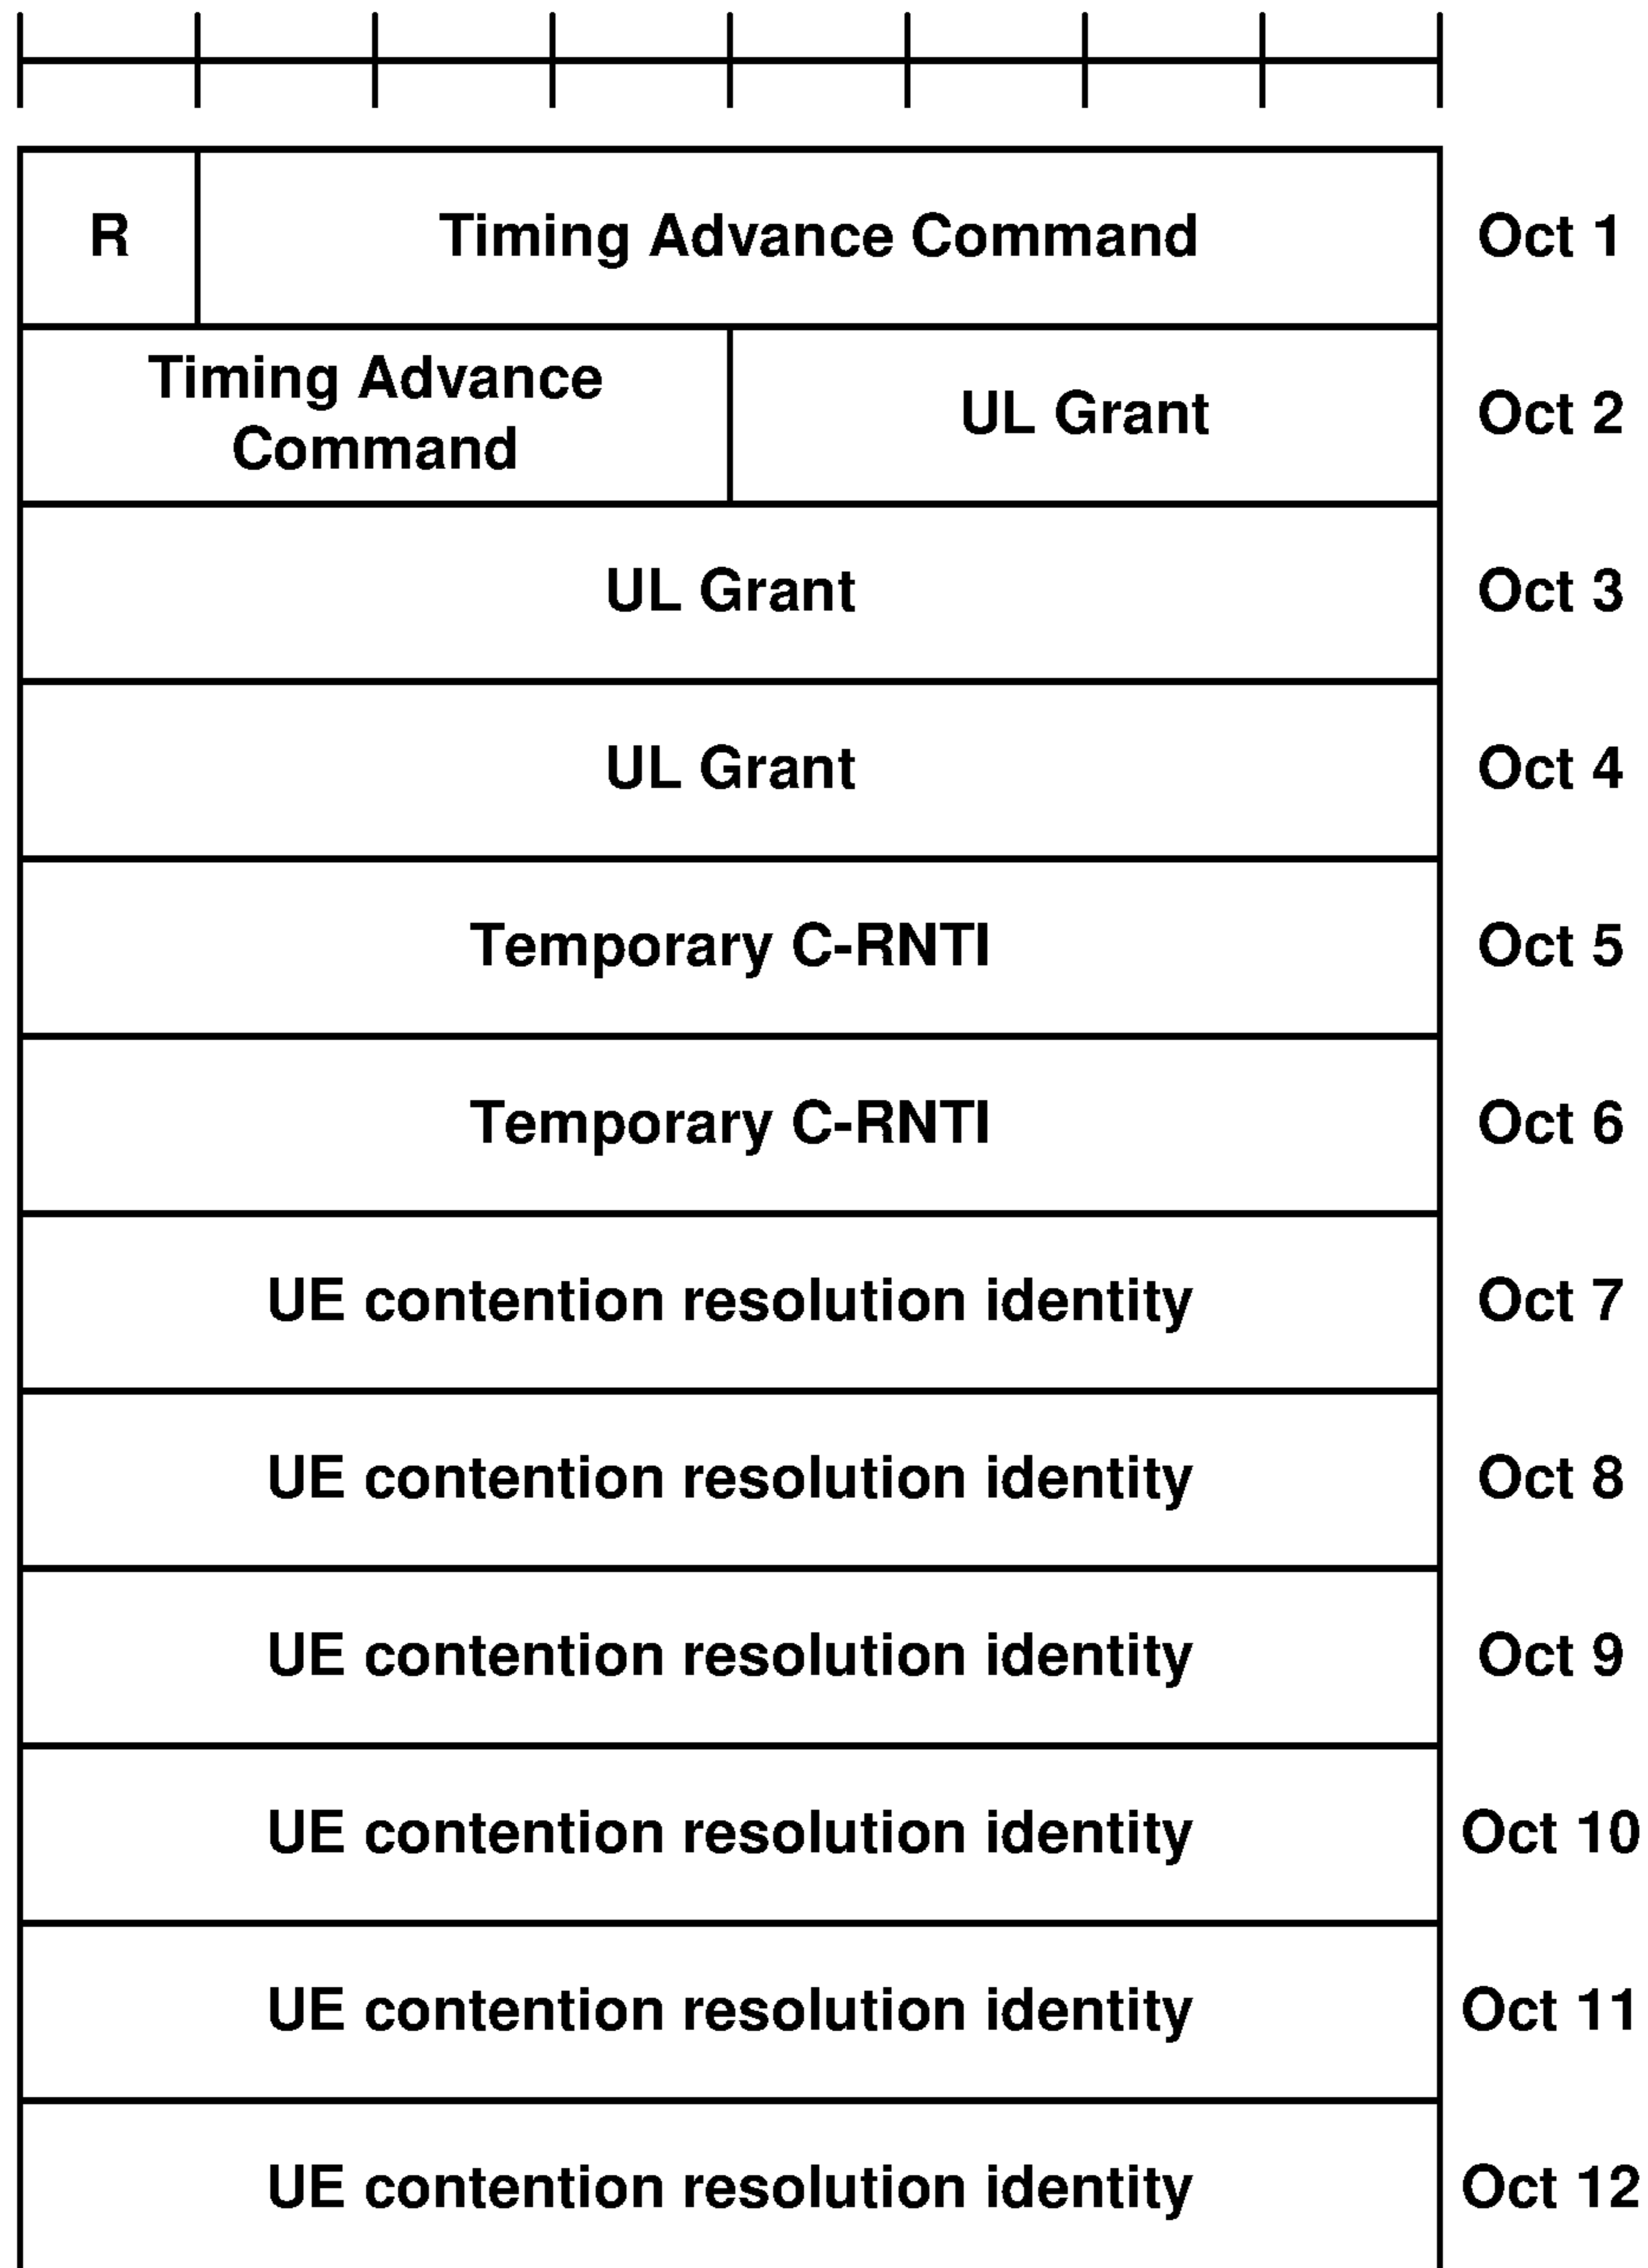 R Timing Advance Command Oct 1
Timing Advance
Command
UL Grant Oct 2
UL Grant Oct 3
UL Grant Oct 4
Temporary C-RNTI Oct 5
Temporary C-RNTI Oct 6
UE contention resolution identity Oct 7
UE contention resolution identity Oct 8
UE contention resolution identity Oct 9
UE contention resolution identity Oct 10
UE contention resolution identity Oct 11
UE contention resolution identity Oct 12